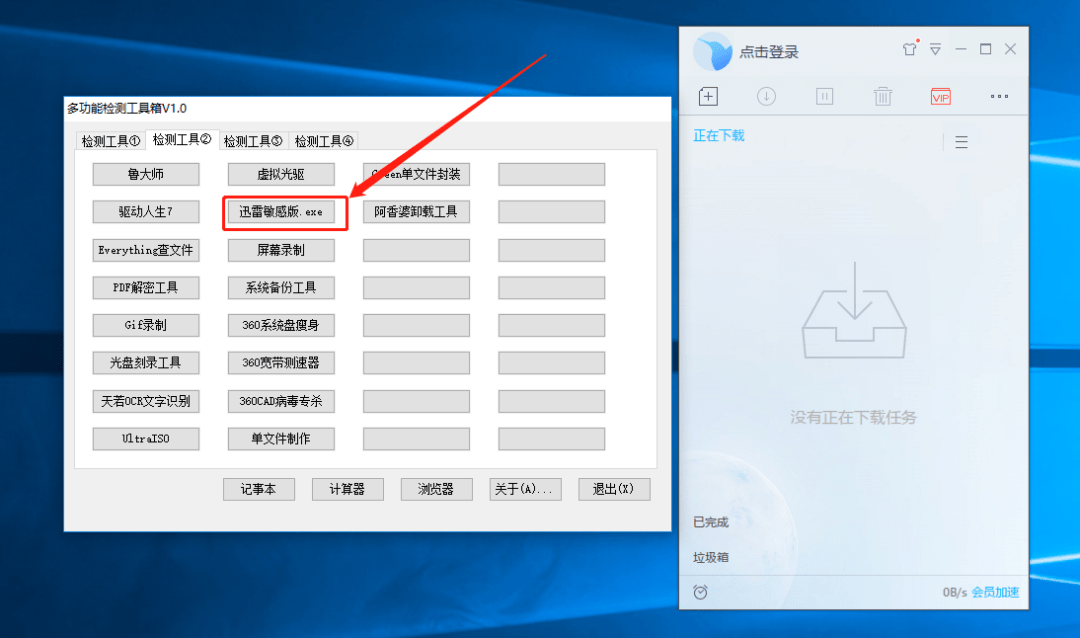 多功能检测工具箱V1.0
检测工具① 检测工具② 检测工具③ 检测工具④
鲁大师 虚拟光驱 单文件封装
驱动人生7 迅雷敏感版.exe 阿香婆卸载工具
Everything查文件 屏幕录制
PDF解密工具 系统备份工具
Gif录制 360系统盘瘦身
光盘刻录工具 360宽带测速器
天若OCR文字识别 360CAD病毒专杀
UltraISO 单文件制作
记事本 计算器 浏览器 关于(A)... 退出(X)
点击登录
VIP
正在下载
没有正在下载任务
已完成
垃圾箱
0B/s 会员加速